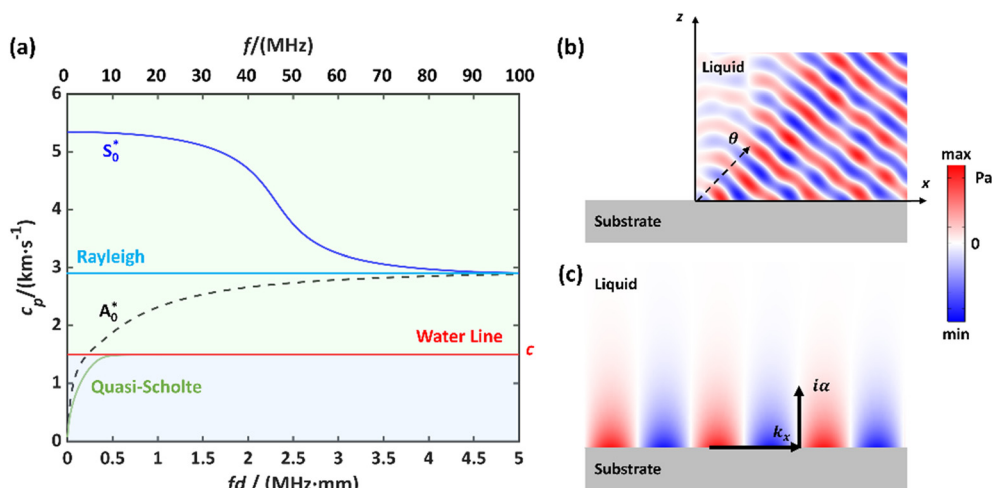 (a)
f/(MHz)
0 10 20 30 40 50 60 70 80 90 100
6
5
4
3
2
1
0
c_p/(km·s⁻¹)
S₀*
Rayleigh
A₀*
Water Line
c
Quasi-Scholte
0 0.5 1 1.5 2 2.5 3 3.5 4 4.5 5
fd / (MHz·mm)
(b)
z
Liquid
θ
x
Substrate
max
Pa
0
min
(c)
Liquid
iα
kₓ
Substrate